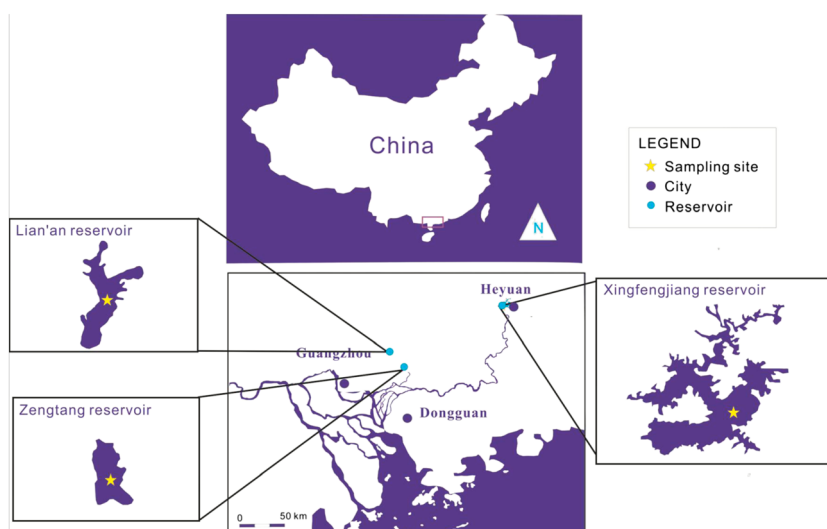 China
N
LEGEND
Sampling site
City
Reservoir
Lian'an reservoir
Zengtang reservoir
Heyuan
Guangzhou
Dongguan
0 50 km
Xingfengjiang reservoir